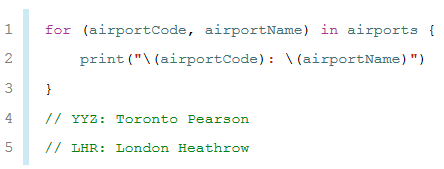 1 for (airportCode, airportName) in airports {
2     print("\(airportCode): \(airportName)")
3 }
4 // YYZ: Toronto Pearson
5 // LHR: London Heathrow